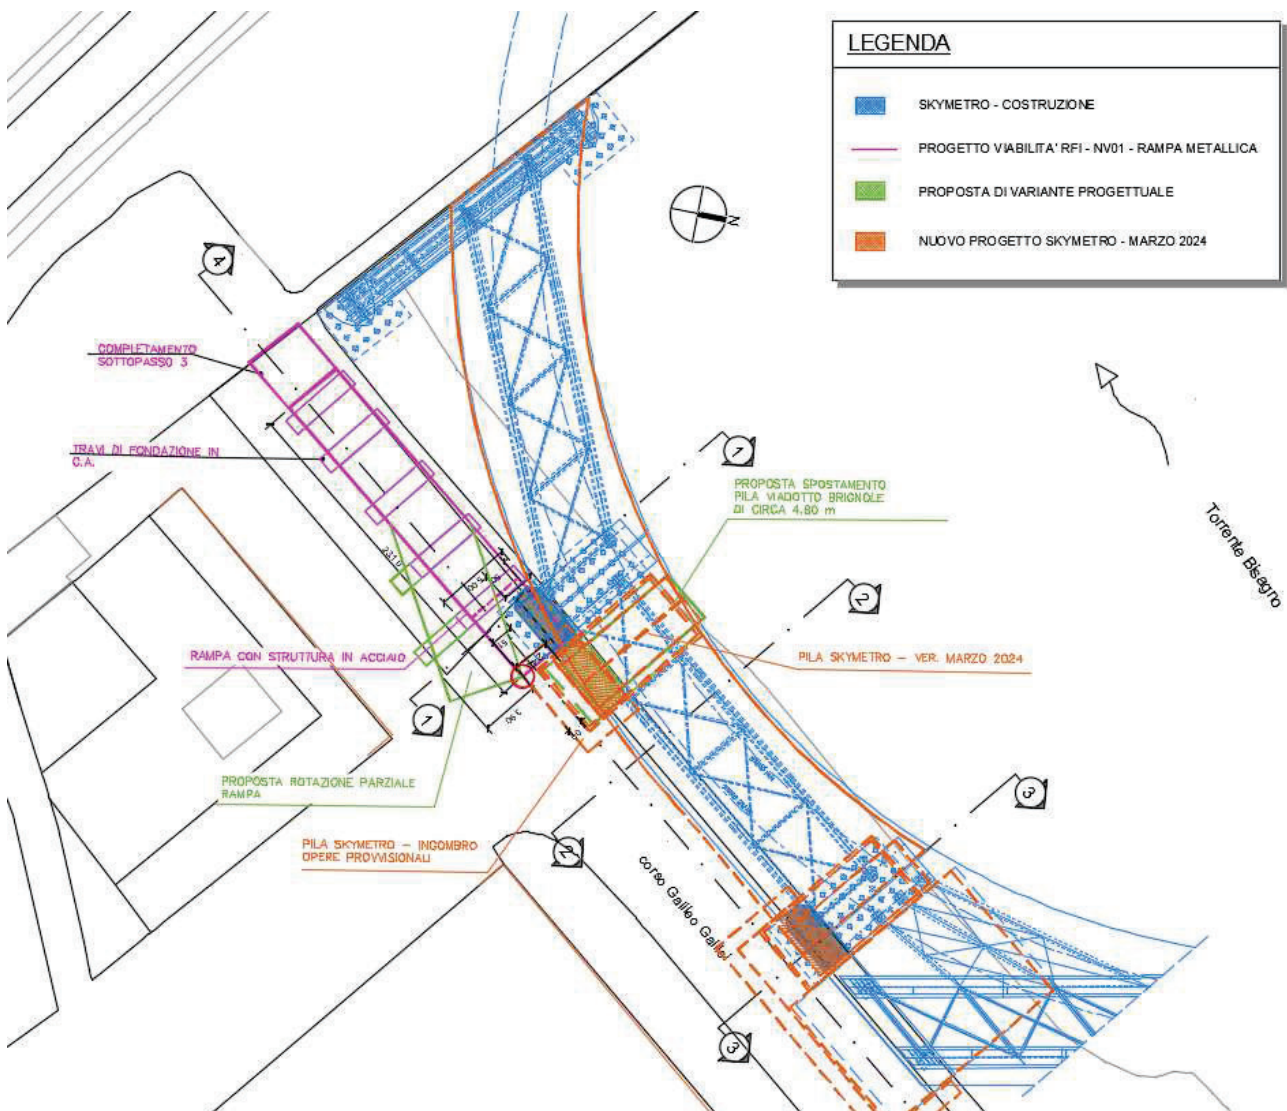 LEGENDA
SKYMETRO - COSTRUZIONE
PROGETTO VIABILITA' RFI - NV01 - RAMPA METALLICA
PROPOSTA DI VARIANTE PROGETTUALE
NUOVO PROGETTO SKYMETRO - MARZO 2024
N
4
COMPLETAMENTO
SOTTOPASSO 3
TRAVI DI FONDAZIONE IN
C.A.
1
PROPOSTA SPOSTAMENTO
PILA VIADOTTO BRIGNOLE
DI CIRCA 4.80 m
Torrente Bisagno
2
RAMPA CON STRUTTURA IN ACCIAIO
PILA SKYMETRO - VER. MARZO 2024
1
3.90
PROPOSTA ROTAZIONE PARZIALE
RAMPA
3
PILA SKYMETRO - INGOMBRO
OPERE PROVVISIONALI
2
corso Galileo Galilei
3